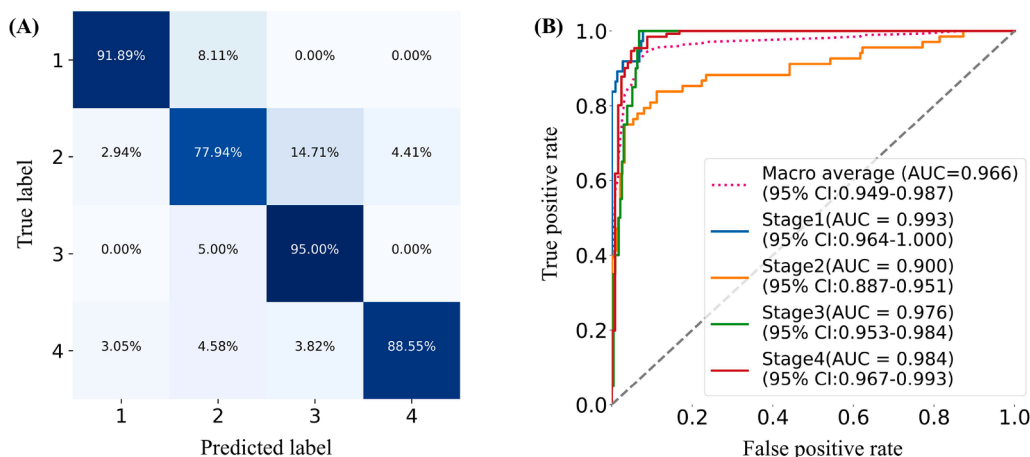 (A)
True label
1
91.89%
8.11%
0.00%
0.00%
2
2.94%
77.94%
14.71%
4.41%
3
0.00%
5.00%
95.00%
0.00%
4
3.05%
4.58%
3.82%
88.55%
1
2
3
4
Predicted label
(B)
True positive rate
1.0
0.8
0.6
0.4
0.2
0.0
Macro average (AUC=0.966)
(95% CI:0.949-0.987)
Stage1(AUC = 0.993)
(95% CI:0.964-1.000)
Stage2(AUC = 0.900)
(95% CI:0.887-0.951)
Stage3(AUC = 0.976)
(95% CI:0.953-0.984)
Stage4(AUC = 0.984)
(95% CI:0.967-0.993)
0.2
0.4
0.6
0.8
1.0
False positive rate